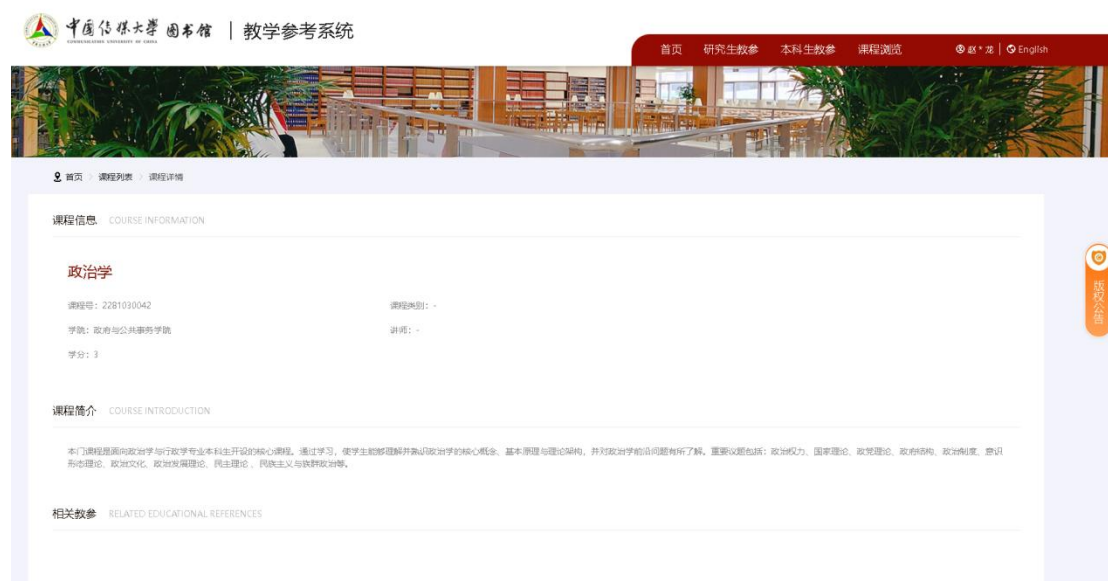 中国传媒大学 图书馆 | 教学参考系统
COMMUNICATION UNIVERSITY OF CHINA
首页 研究生教参 本科生教参 课程浏览 赵*龙 | English
首页 > 课程列表 > 课程详情
课程信息 COURSE INFORMATION
政治学
课程号：2281030042 课程类别：-
学院：政府与公共事务学院 讲师：-
学分：3
版权公告
课程简介 COURSE INTRODUCTION
本门课程是面向政治学与行政学专业本科生开设的核心课程。通过学习，使学生能够理解并熟识政治学的核心概念、基本原理与理论架构，并对政治学前沿问题有所了解。重要议题包括：政治权力、国家理论、政党理论、政府结构、政治制度、意识
形态理论、政治文化、政治发展理论、民主理论、民族主义与族群政治等。
相关教参 RELATED EDUCATIONAL REFERENCES